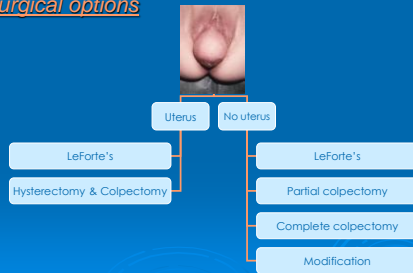 urgical options
Uterus
No uterus
LeForte's
LeForte's
Hysterectomy & Colpectomy
Partial colpectomy
Complete colpectomy
Modification